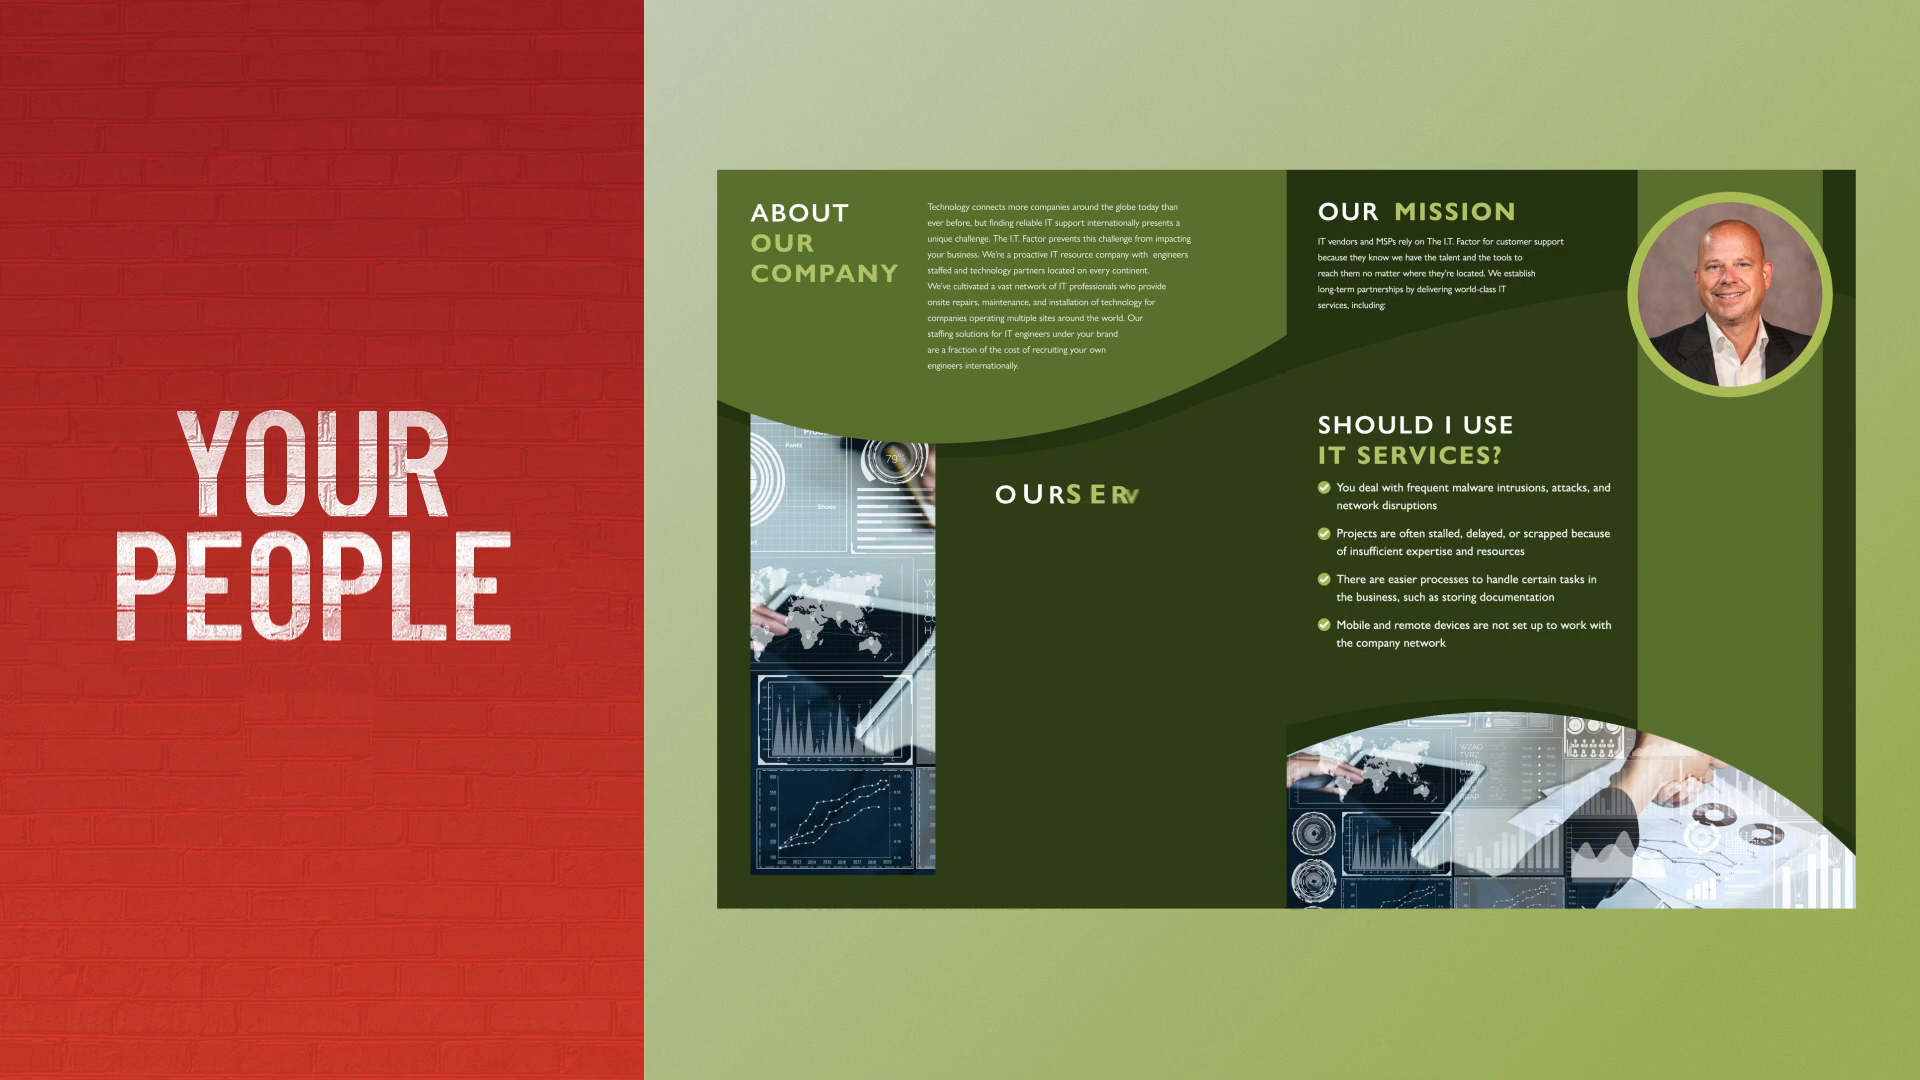 YOUR
PEOPLE
ABOUT
OUR
COMPANY
Technology connects more companies around the globe today than
ever before, but finding reliable IT support internationally presents a
unique challenge. The I.T. Factor prevents this challenge from impacting
your business. We're a proactive IT resource company with engineers
staffed and technology partners located on every continent.
We've cultivated a vast network of IT professionals who provide
onsite repairs, maintenance, and installation of technology for
companies operating multiple sites around the world. Our
staffing solutions for IT engineers under your brand
are a fraction of the cost of recruiting your own
engineers internationally.
Pants
79%
Shoes
OUR SERV
OUR MISSION
IT vendors and MSPs rely on The I.T. Factor for customer support
because they know we have the talent and the tools to
reach them no matter where they're located. We establish
long-term partnerships by delivering world-class IT
services, including:
SHOULD I USE
IT SERVICES?
You deal with frequent malware intrusions, attacks, and
network disruptions
Projects are often stalled, delayed, or scrapped because
of insufficient expertise and resources
There are easier processes to handle certain tasks in
the business, such as storing documentation
Mobile and remote devices are not set up to work with
the company network